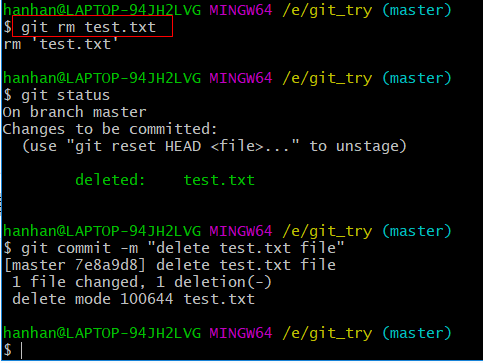 hanhan@LAPTOP-94JH2LVG MINGW64 /e/git_try (master)
$ git rm test.txt
rm 'test.txt'
hanhan@LAPTOP-94JH2LVG MINGW64 /e/git_try (master)
$ git status
On branch master
Changes to be committed:
  (use "git reset HEAD <file>..." to unstage)
        deleted:    test.txt
hanhan@LAPTOP-94JH2LVG MINGW64 /e/git_try (master)
$ git commit -m "delete test.txt file"
[master 7e8a9d8] delete test.txt file
 1 file changed, 1 deletion(-)
 delete mode 100644 test.txt
hanhan@LAPTOP-94JH2LVG MINGW64 /e/git_try (master)
$